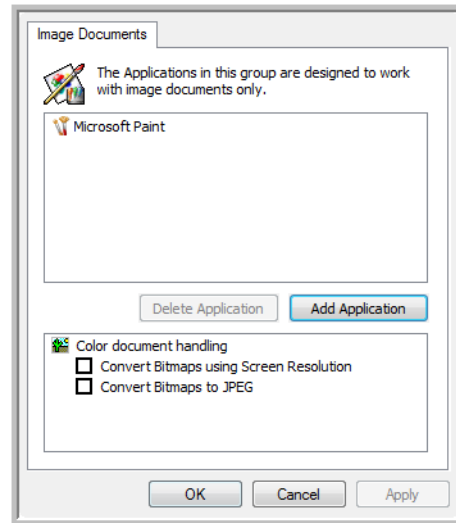 Image Documents
The Applications in this group are designed to work
with image documents only.
Microsoft Paint
Delete Application
Add Application
Color document handling
Convert Bitmaps using Screen Resolution
Convert Bitmaps to JPEG
OK
Cancel
Apply